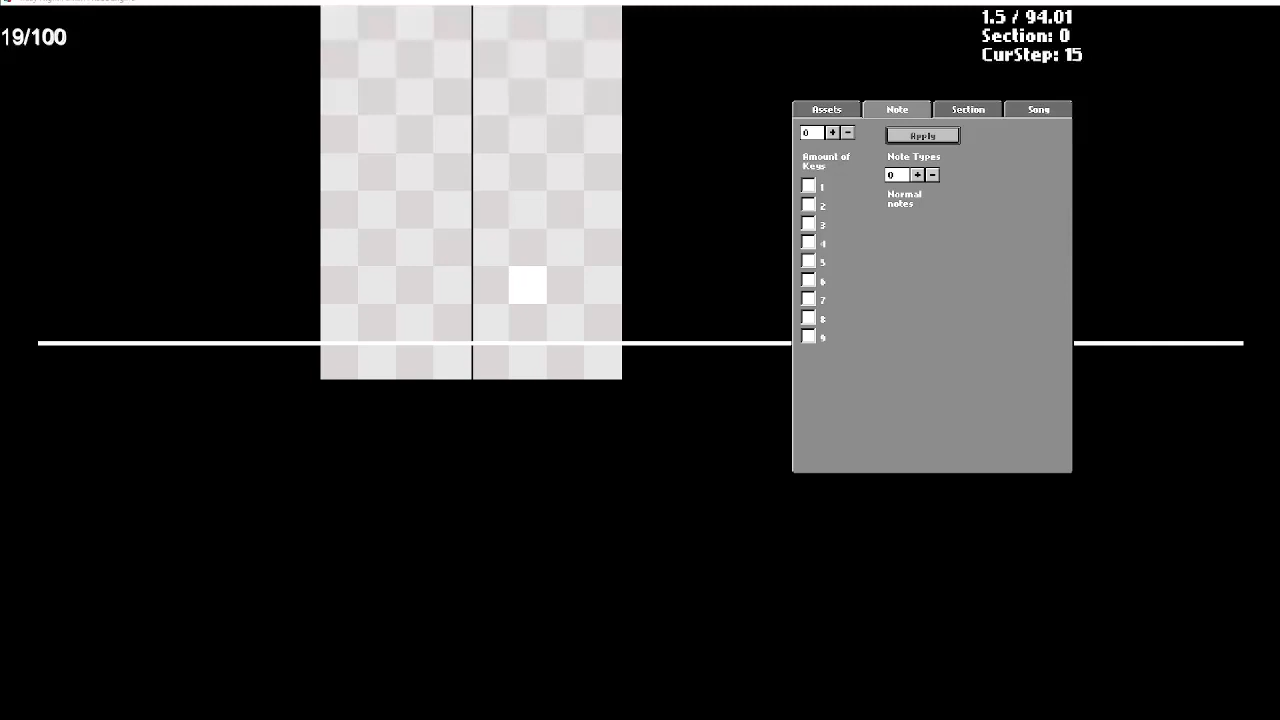 19/100
1.5 / 94.01
Section: 0
CurStep: 15
Assets
Note
Section
Song
0 + -
Apply
Amount of
Keys
Note Types
1
0 + -
2
Normal
notes
3
4
5
6
7
8
9